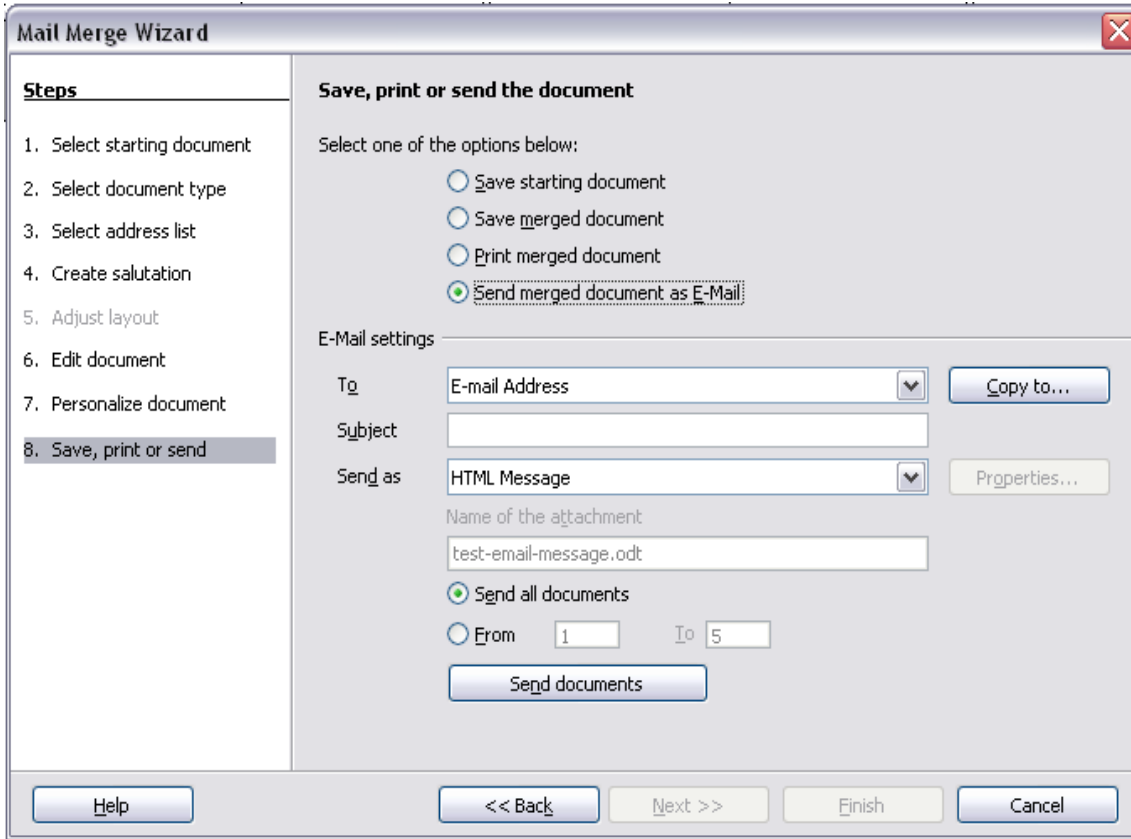 Mail Merge Wizard
Steps
1. Select starting document
2. Select document type
3. Select address list
4. Create salutation
5. Adjust layout
6. Edit document
7. Personalize document
8. Save, print or send
Save, print or send the document
Select one of the options below:
Save starting document
Save merged document
Print merged document
Send merged document as E-Mail
E-Mail settings
To E-mail Address Copy to...
Subject
Send as HTML Message Properties...
Name of the attachment
test-email-message.odt
Send all documents
From 1 To 5
Send documents
Help << Back Next >> Finish Cancel